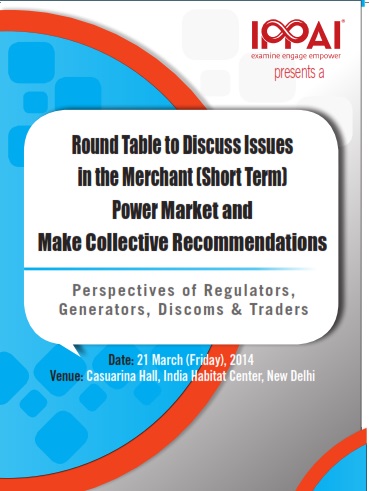 IPPAI
examine engage empower
presents a
Round Table to Discuss Issues
in the Merchant (Short Term)
Power Market and
Make Collective Recommendations
Perspectives of Regulators,
Generators, Discoms & Traders
Date: 21 March (Friday), 2014
Venue: Casuarina Hall, India Habitat Center, New Delhi